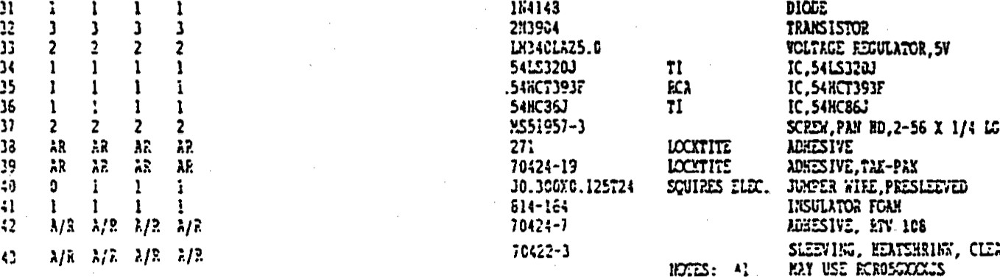 31 1 1 1 1 1N4148 DIODE
32 3 3 3 3 2N3904 TRANSISTOR
33 2 2 2 2 LM340LAZ5.0 VOLTAGE REGULATOR,5V
34 1 1 1 1 54LS320J TI IC,54LS320J
35 1 1 1 1 54HCT393F RCA IC,54HCT393F
36 1 1 1 1 54HC86J TI IC,54HC86J
37 2 2 2 2 MS51957-3 SCREW,PAN HD,2-56 X 1/4 LG
38 AR AR AR AR 271 LOCKTITE ADHESIVE
39 AR AR AR AR 70424-19 LOCKTITE ADHESIVE,TAK-PAK
40 0 1 1 1 J0.300X0.125T24 SQUIRES ELEC. JUMPER WIRE,PRESLEEVED
41 1 1 1 1 814-164 INSULATOR FOAM
42 A/R A/R A/R A/R 70424-7 ADHESIVE, RTV 108
43 A/R A/R A/R A/R 70422-3 SLEEVING, HEATSHRINK, CLEA
NOTES: MAY USE